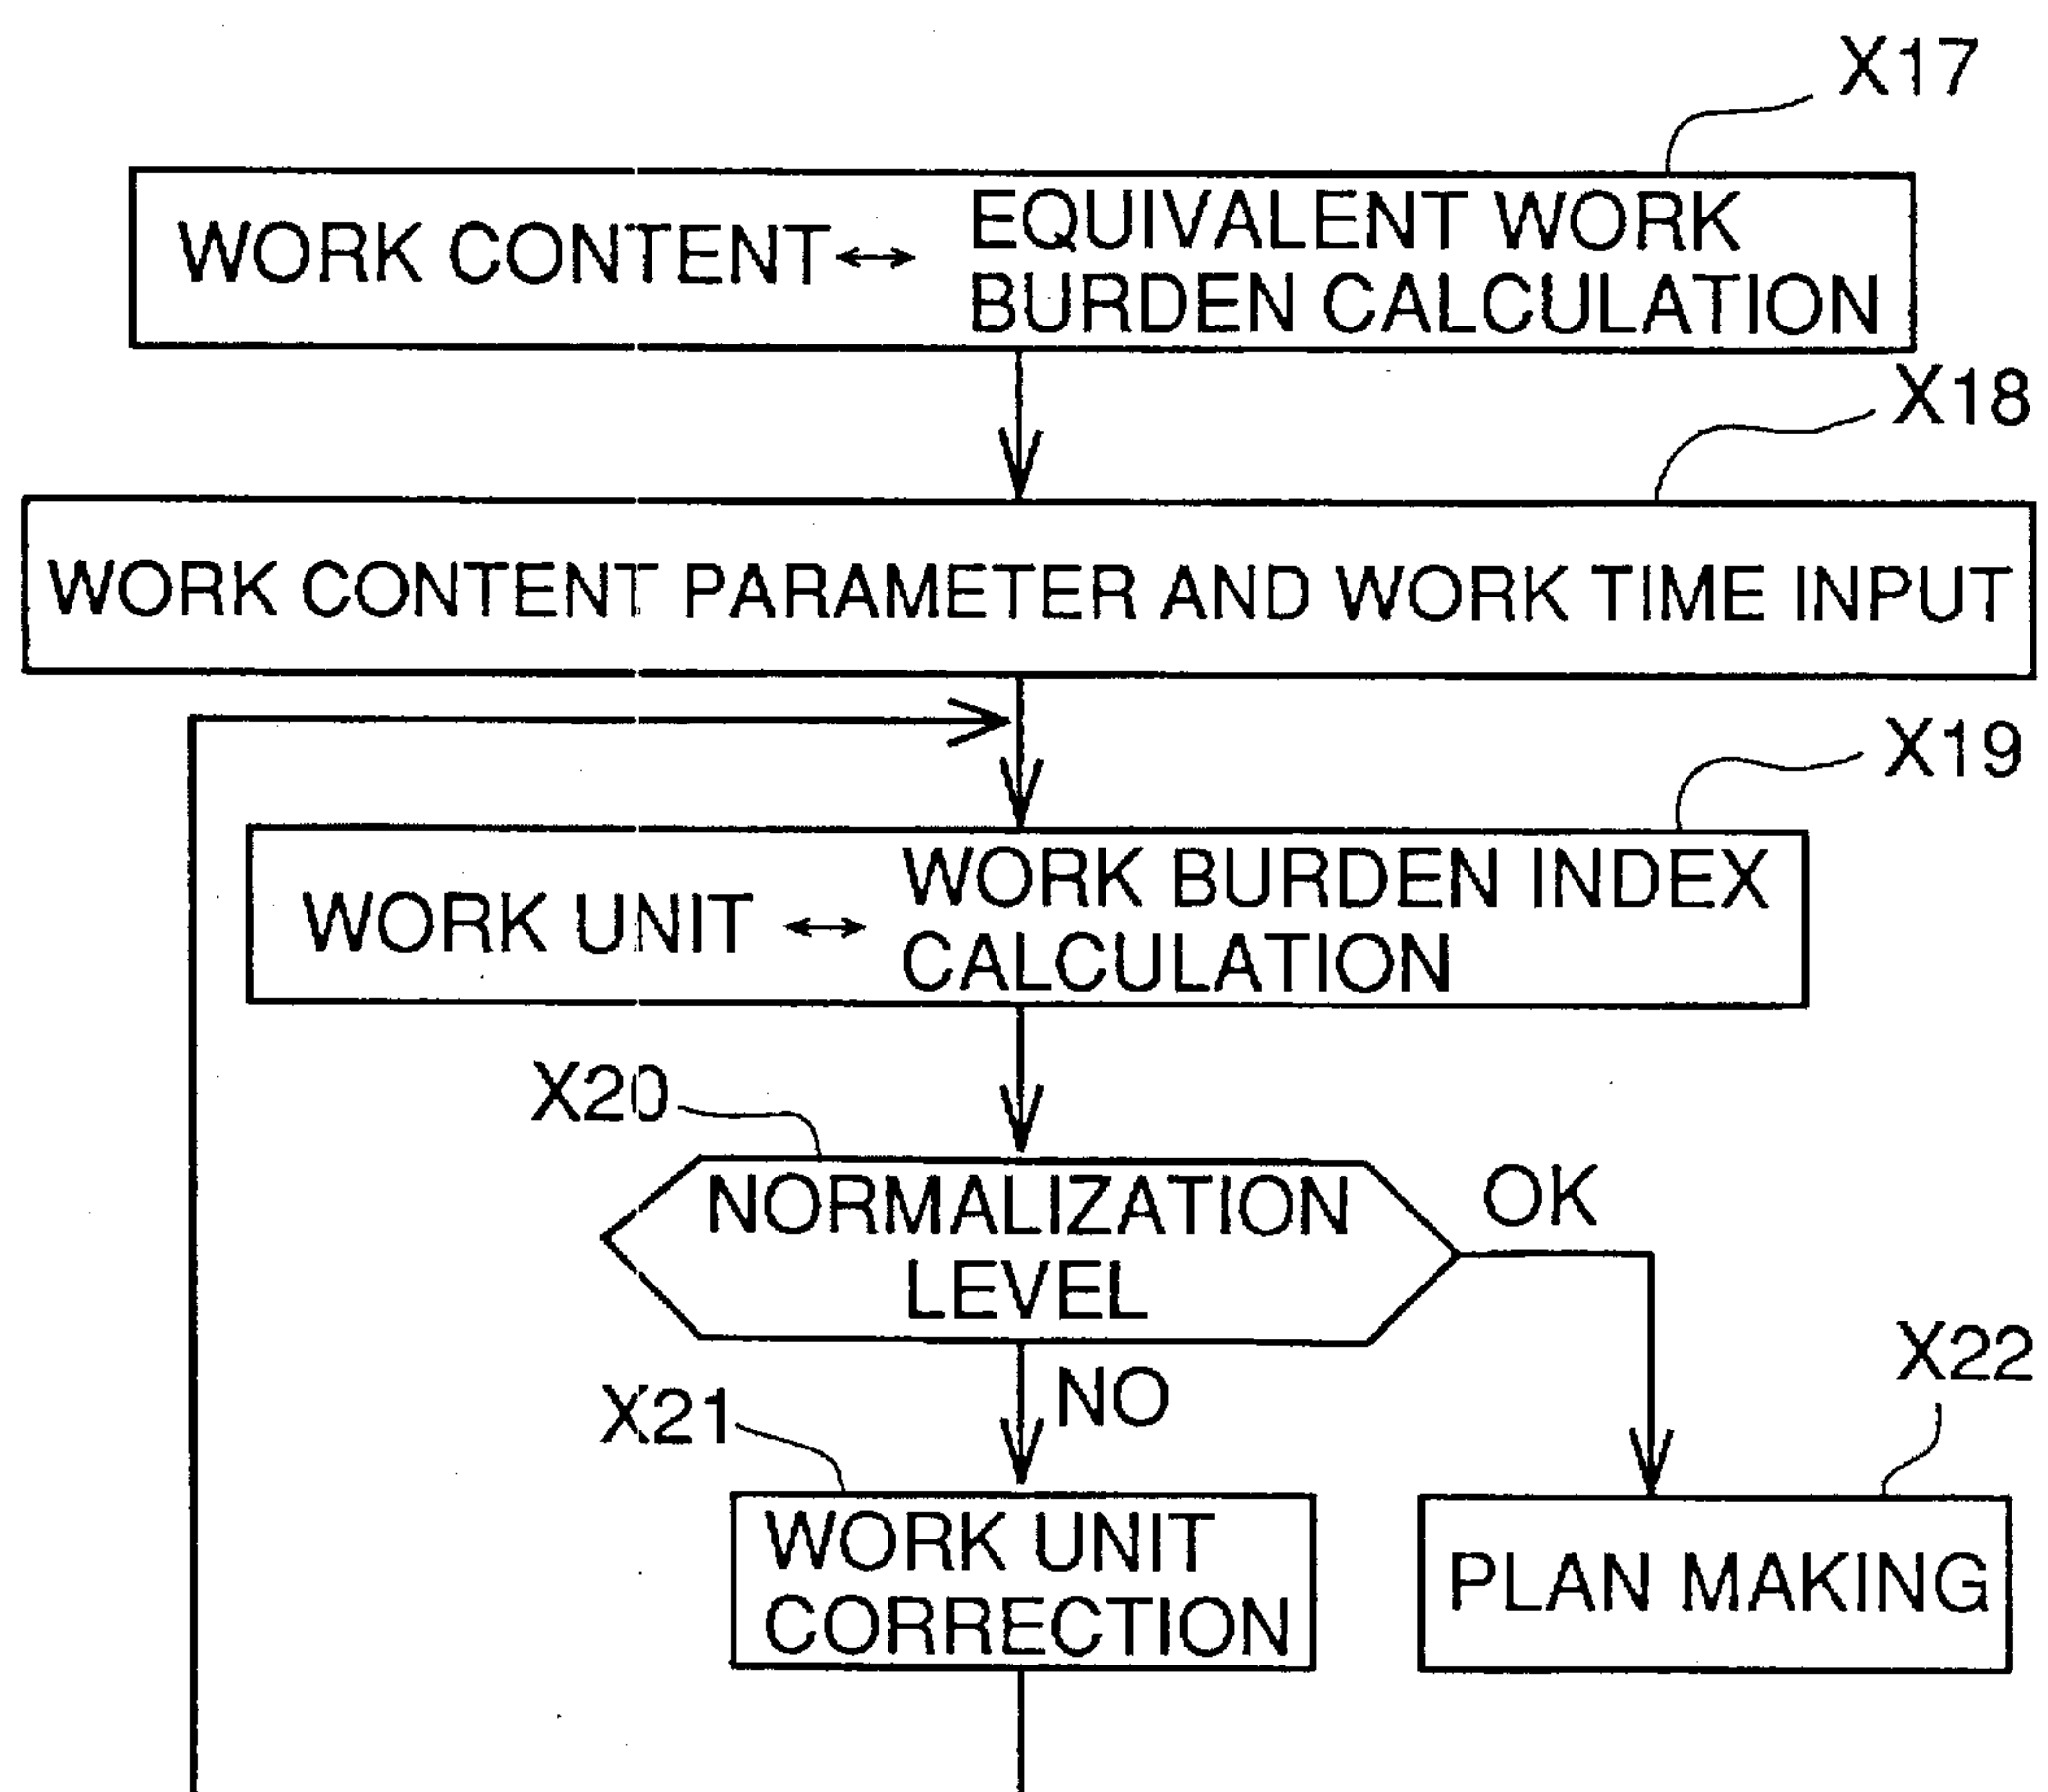 X17
WORK CONTENT ↔ EQUIVALENT WORK
BURDEN CALCULATION
X18
WORK CONTENT PARAMETER AND WORK TIME INPUT
X19
WORK UNIT ↔ WORK BURDEN INDEX
CALCULATION
X20
NORMALIZATION
LEVEL
OK
NO
X21
X22
WORK UNIT
CORRECTION
PLAN MAKING